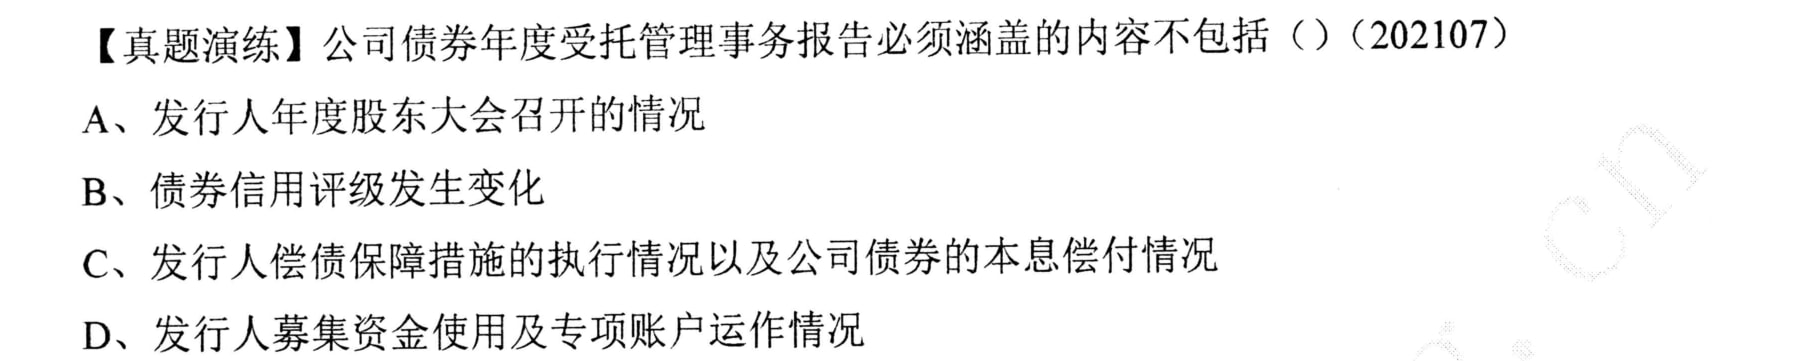 【真题演练】公司债券年度受托管理事务报告必须涵盖的内容不包括（）（202107）
A、发行人年度股东大会召开的情况
B、债券信用评级发生变化
C、发行人偿债保障措施的执行情况以及公司债券的本息偿付情况
D、发行人募集资金使用及专项账户运作情况